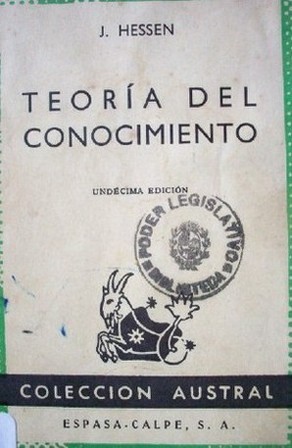 J. HESSEN
TEORÍA DEL
CONOCIMIENTO
UNDÉCIMA EDICIÓN
PODER LEGISLATIVO
BIBLIOTECA
COLECCION AUSTRAL
ESPASA-CALPE, S. A.